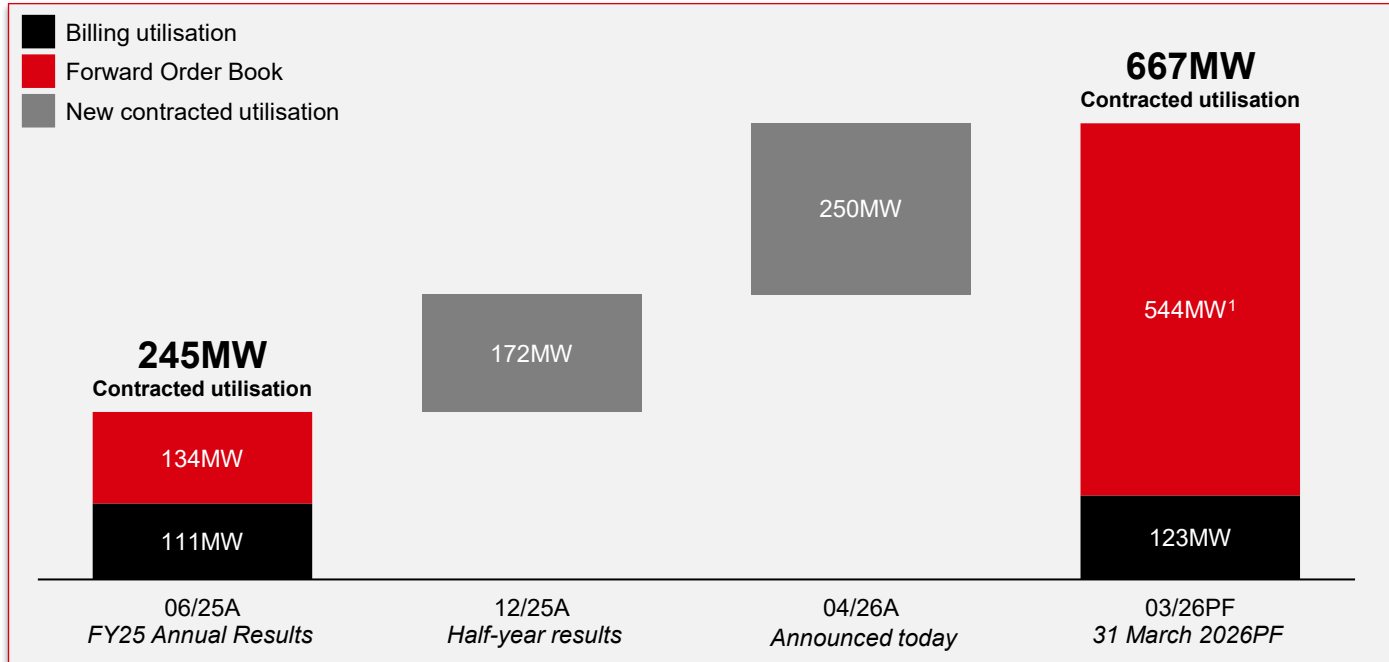 Billing utilisation
Forward Order Book
New contracted utilisation
667MW
Contracted utilisation
250MW
544MW¹
172MW
245MW
Contracted utilisation
134MW
111MW
123MW
06/25A
FY25 Annual Results
12/25A
Half-year results
04/26A
Announced today
03/26PF
31 March 2026PF